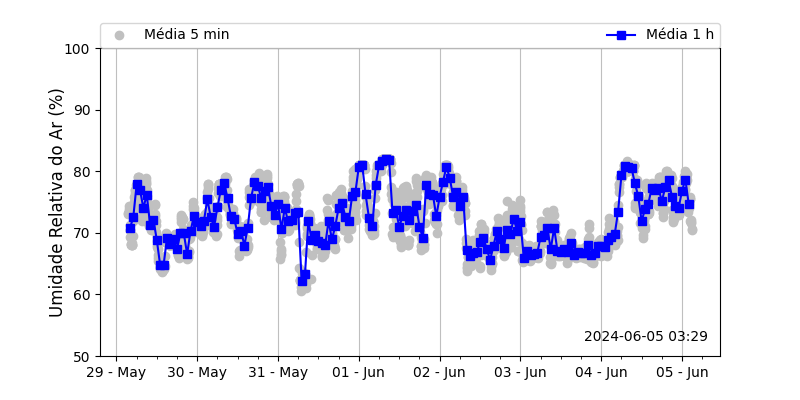 Média 5 min
Média 1 h
Umidade Relativa do Ar (%)
100
90
80
70
60
50
2024-06-05 03:29
29 - May
30 - May
31 - May
01 - Jun
02 - Jun
03 - Jun
04 - Jun
05 - Jun